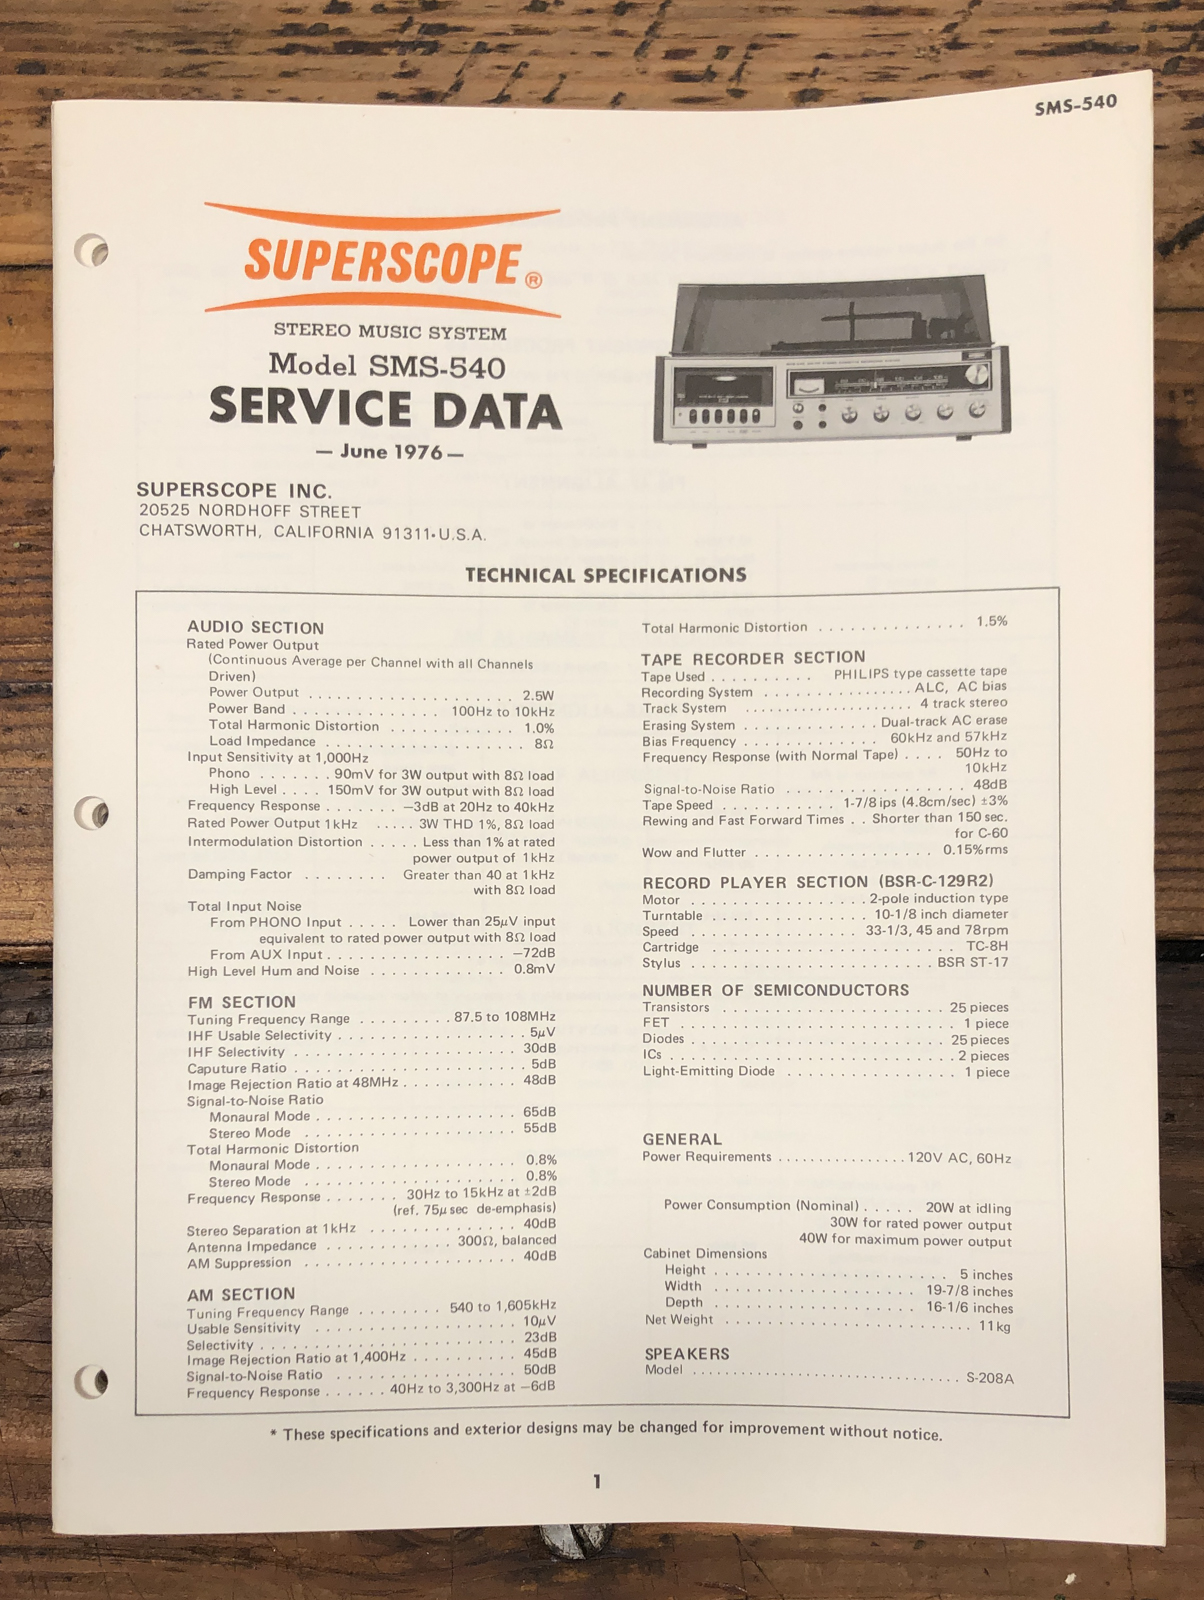 SMS-540
SUPERSCOPE®
STEREO MUSIC SYSTEM
Model SMS-540
SERVICE DATA
— June 1976 —
SUPERSCOPE INC.
20525 NORDHOFF STREET
CHATSWORTH, CALIFORNIA 91311•U.S.A.
TECHNICAL SPECIFICATIONS
AUDIO SECTION
Rated Power Output
(Continuous Average per Channel with all Channels
Driven)
Power Output . . . . . . . . . . . . . . . . . . . . . 2.5W
Power Band . . . . . . . . . . . . . . . 100Hz to 10kHz
Total Harmonic Distortion . . . . . . . . . . . . 1.0%
Load Impedance . . . . . . . . . . . . . . . . . . . . 8Ω
Input Sensitivity at 1,000Hz
Phono . . . . . . . 90mV for 3W output with 8Ω load
High Level . . . . 150mV for 3W output with 8Ω load
Frequency Response . . . . . . . −3dB at 20Hz to 40kHz
Rated Power Output 1kHz . . . . . 3W THD 1%, 8Ω load
Intermodulation Distortion . . . . . Less than 1% at rated
power output of 1kHz
Damping Factor . . . . . . . . Greater than 40 at 1kHz
with 8Ω load
Total Input Noise
From PHONO Input . . . . . Lower than 25μV input
equivalent to rated power output with 8Ω load
From AUX Input . . . . . . . . . . . . . . . . . . −72dB
High Level Hum and Noise . . . . . . . . . . . . 0.8mV
FM SECTION
Tuning Frequency Range . . . . . . . . . 87.5 to 108MHz
IHF Usable Selectivity . . . . . . . . . . . . . . . . . . 5μV
IHF Selectivity . . . . . . . . . . . . . . . . . . . . . . 30dB
Caputure Ratio . . . . . . . . . . . . . . . . . . . . . . 5dB
Image Rejection Ratio at 48MHz . . . . . . . . . . . 48dB
Signal-to-Noise Ratio
Monaural Mode . . . . . . . . . . . . . . . . . . . . 65dB
Stereo Mode . . . . . . . . . . . . . . . . . . . . . 55dB
Total Harmonic Distortion
Monaural Mode . . . . . . . . . . . . . . . . . . . . 0.8%
Stereo Mode . . . . . . . . . . . . . . . . . . . . . 0.8%
Frequency Response . . . . . . . 30Hz to 15kHz at ±2dB
(ref. 75μ sec de-emphasis)
Stereo Separation at 1kHz . . . . . . . . . . . . . . 40dB
Antenna Impedance . . . . . . . . . . . . 300Ω, balanced
AM Suppression . . . . . . . . . . . . . . . . . . . . . 40dB
AM SECTION
Tuning Frequency Range . . . . . . . . 540 to 1,605kHz
Usable Sensitivity . . . . . . . . . . . . . . . . . . . . 10μV
Selectivity . . . . . . . . . . . . . . . . . . . . . . . . . 23dB
Image Rejection Ratio at 1,400Hz . . . . . . . . . . 45dB
Signal-to-Noise Ratio . . . . . . . . . . . . . . . . . . 50dB
Frequency Response . . . . . . 40Hz to 3,300Hz at −6dB
Total Harmonic Distortion . . . . . . . . . . . . . . 1.5%
TAPE RECORDER SECTION
Tape Used . . . . . . . . . . PHILIPS type cassette tape
Recording System . . . . . . . . . . . . . . . . ALC, AC bias
Track System . . . . . . . . . . . . . . . . . . 4 track stereo
Erasing System . . . . . . . . . . . . . Dual-track AC erase
Bias Frequency . . . . . . . . . . . . . 60kHz and 57kHz
Frequency Response (with Normal Tape) . . . . 50Hz to
10kHz
Signal-to-Noise Ratio . . . . . . . . . . . . . . . . . . 48dB
Tape Speed . . . . . . . . . . . 1-7/8 ips (4.8cm/sec) ±3%
Rewing and Fast Forward Times . . Shorter than 150 sec.
for C-60
Wow and Flutter . . . . . . . . . . . . . . . . . 0.15%rms
RECORD PLAYER SECTION (BSR-C-129R2)
Motor . . . . . . . . . . . . . . . . . . 2-pole induction type
Turntable . . . . . . . . . . . . . . . 10-1/8 inch diameter
Speed . . . . . . . . . . . . . . . . . 33-1/3, 45 and 78rpm
Cartridge . . . . . . . . . . . . . . . . . . . . . . . . TC-8H
Stylus . . . . . . . . . . . . . . . . . . . . . . . . BSR ST-17
NUMBER OF SEMICONDUCTORS
Transistors . . . . . . . . . . . . . . . . . . . . . . 25 pieces
FET . . . . . . . . . . . . . . . . . . . . . . . . . . . . 1 piece
Diodes . . . . . . . . . . . . . . . . . . . . . . . . . 25 pieces
ICs . . . . . . . . . . . . . . . . . . . . . . . . . . . . 2 pieces
Light-Emitting Diode . . . . . . . . . . . . . . . . . 1 piece
GENERAL
Power Requirements . . . . . . . . . . . . . . . 120V AC, 60Hz
Power Consumption (Nominal) . . . . . 20W at idling
30W for rated power output
40W for maximum power output
Cabinet Dimensions
Height . . . . . . . . . . . . . . . . . . . . . . . . 5 inches
Width . . . . . . . . . . . . . . . . . . . . 19-7/8 inches
Depth . . . . . . . . . . . . . . . . . . . . 16-1/6 inches
Net Weight . . . . . . . . . . . . . . . . . . . . . . . . . 11kg
SPEAKERS
Model . . . . . . . . . . . . . . . . . . . . . . . . . . . S-208A
* These specifications and exterior designs may be changed for improvement without notice.
1